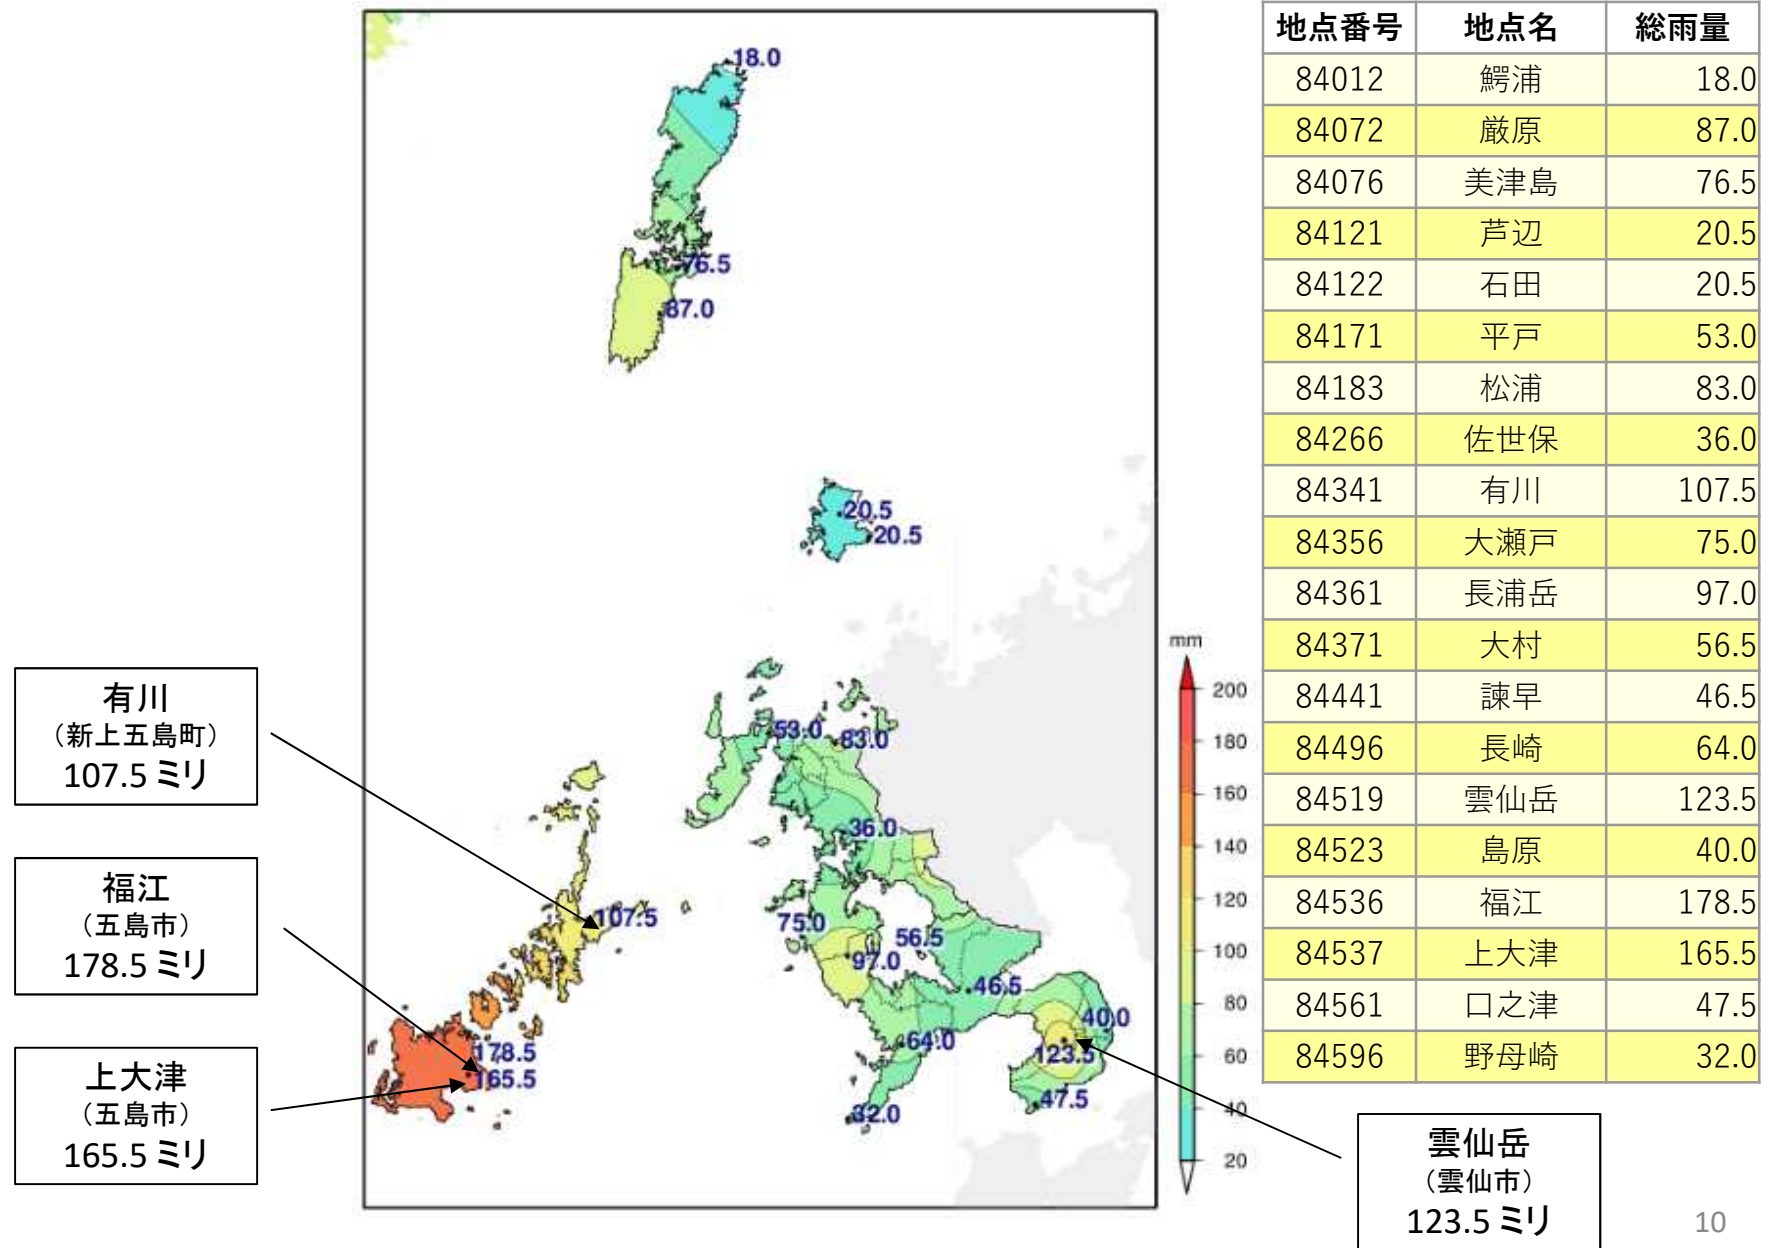 18.0
76.5
87.0
20.5
20.5
53.0
83.0
36.0
107.5
75.0
56.5
97.0
46.5
40.0
64.0
123.5
178.5
165.5
47.5
32.0
有川
（新上五島町）
107.5 ミリ
福江
（五島市）
178.5 ミリ
上大津
（五島市）
165.5 ミリ
雲仙岳
（雲仙市）
123.5 ミリ
mm
200
180
160
140
120
100
80
60
40
20
地点番号 地点名 総雨量
84012 鰐浦 18.0
84072 厳原 87.0
84076 美津島 76.5
84121 芦辺 20.5
84122 石田 20.5
84171 平戸 53.0
84183 松浦 83.0
84266 佐世保 36.0
84341 有川 107.5
84356 大瀬戸 75.0
84361 長浦岳 97.0
84371 大村 56.5
84441 諫早 46.5
84496 長崎 64.0
84519 雲仙岳 123.5
84523 島原 40.0
84536 福江 178.5
84537 上大津 165.5
84561 口之津 47.5
84596 野母崎 32.0
10